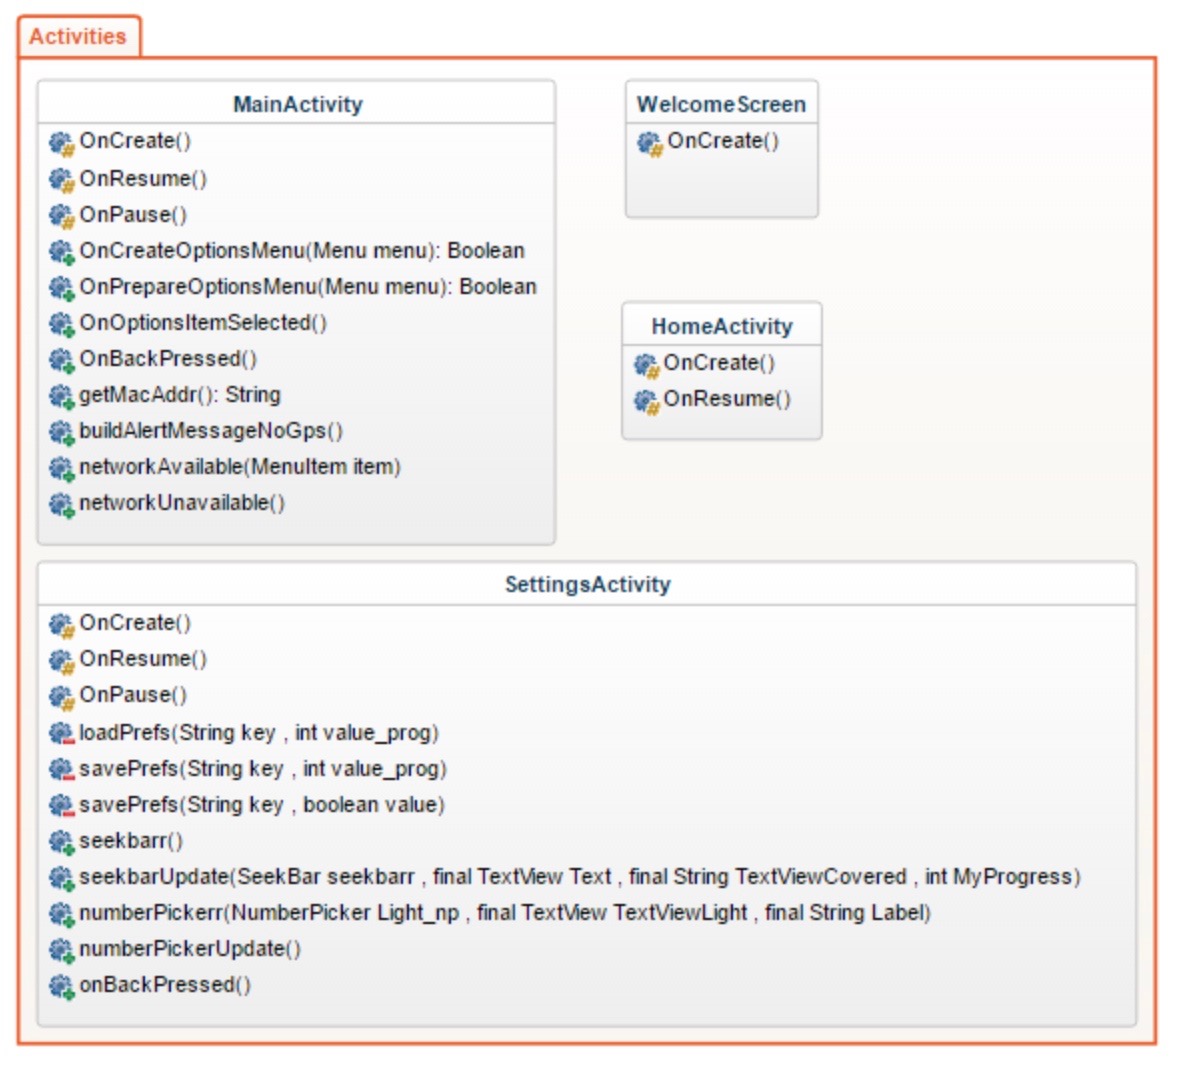 Activities
MainActivity
OnCreate()
OnResume()
OnPause()
OnCreateOptionsMenu(Menu menu): Boolean
OnPrepareOptionsMenu(Menu menu): Boolean
OnOptionsItemSelected()
OnBackPressed()
getMacAddr(): String
buildAlertMessageNoGps()
networkAvailable(MenuItem item)
networkUnavailable()
WelcomeScreen
OnCreate()
HomeActivity
OnCreate()
OnResume()
SettingsActivity
OnCreate()
OnResume()
OnPause()
loadPrefs(String key , int value_prog)
savePrefs(String key , int value_prog)
savePrefs(String key , boolean value)
seekbarr()
seekbarUpdate(SeekBar seekbarr , final TextView Text , final String TextViewCovered , int MyProgress)
numberPickerr(NumberPicker Light_np , final TextView TextViewLight , final String Label)
numberPickerUpdate()
onBackPressed()